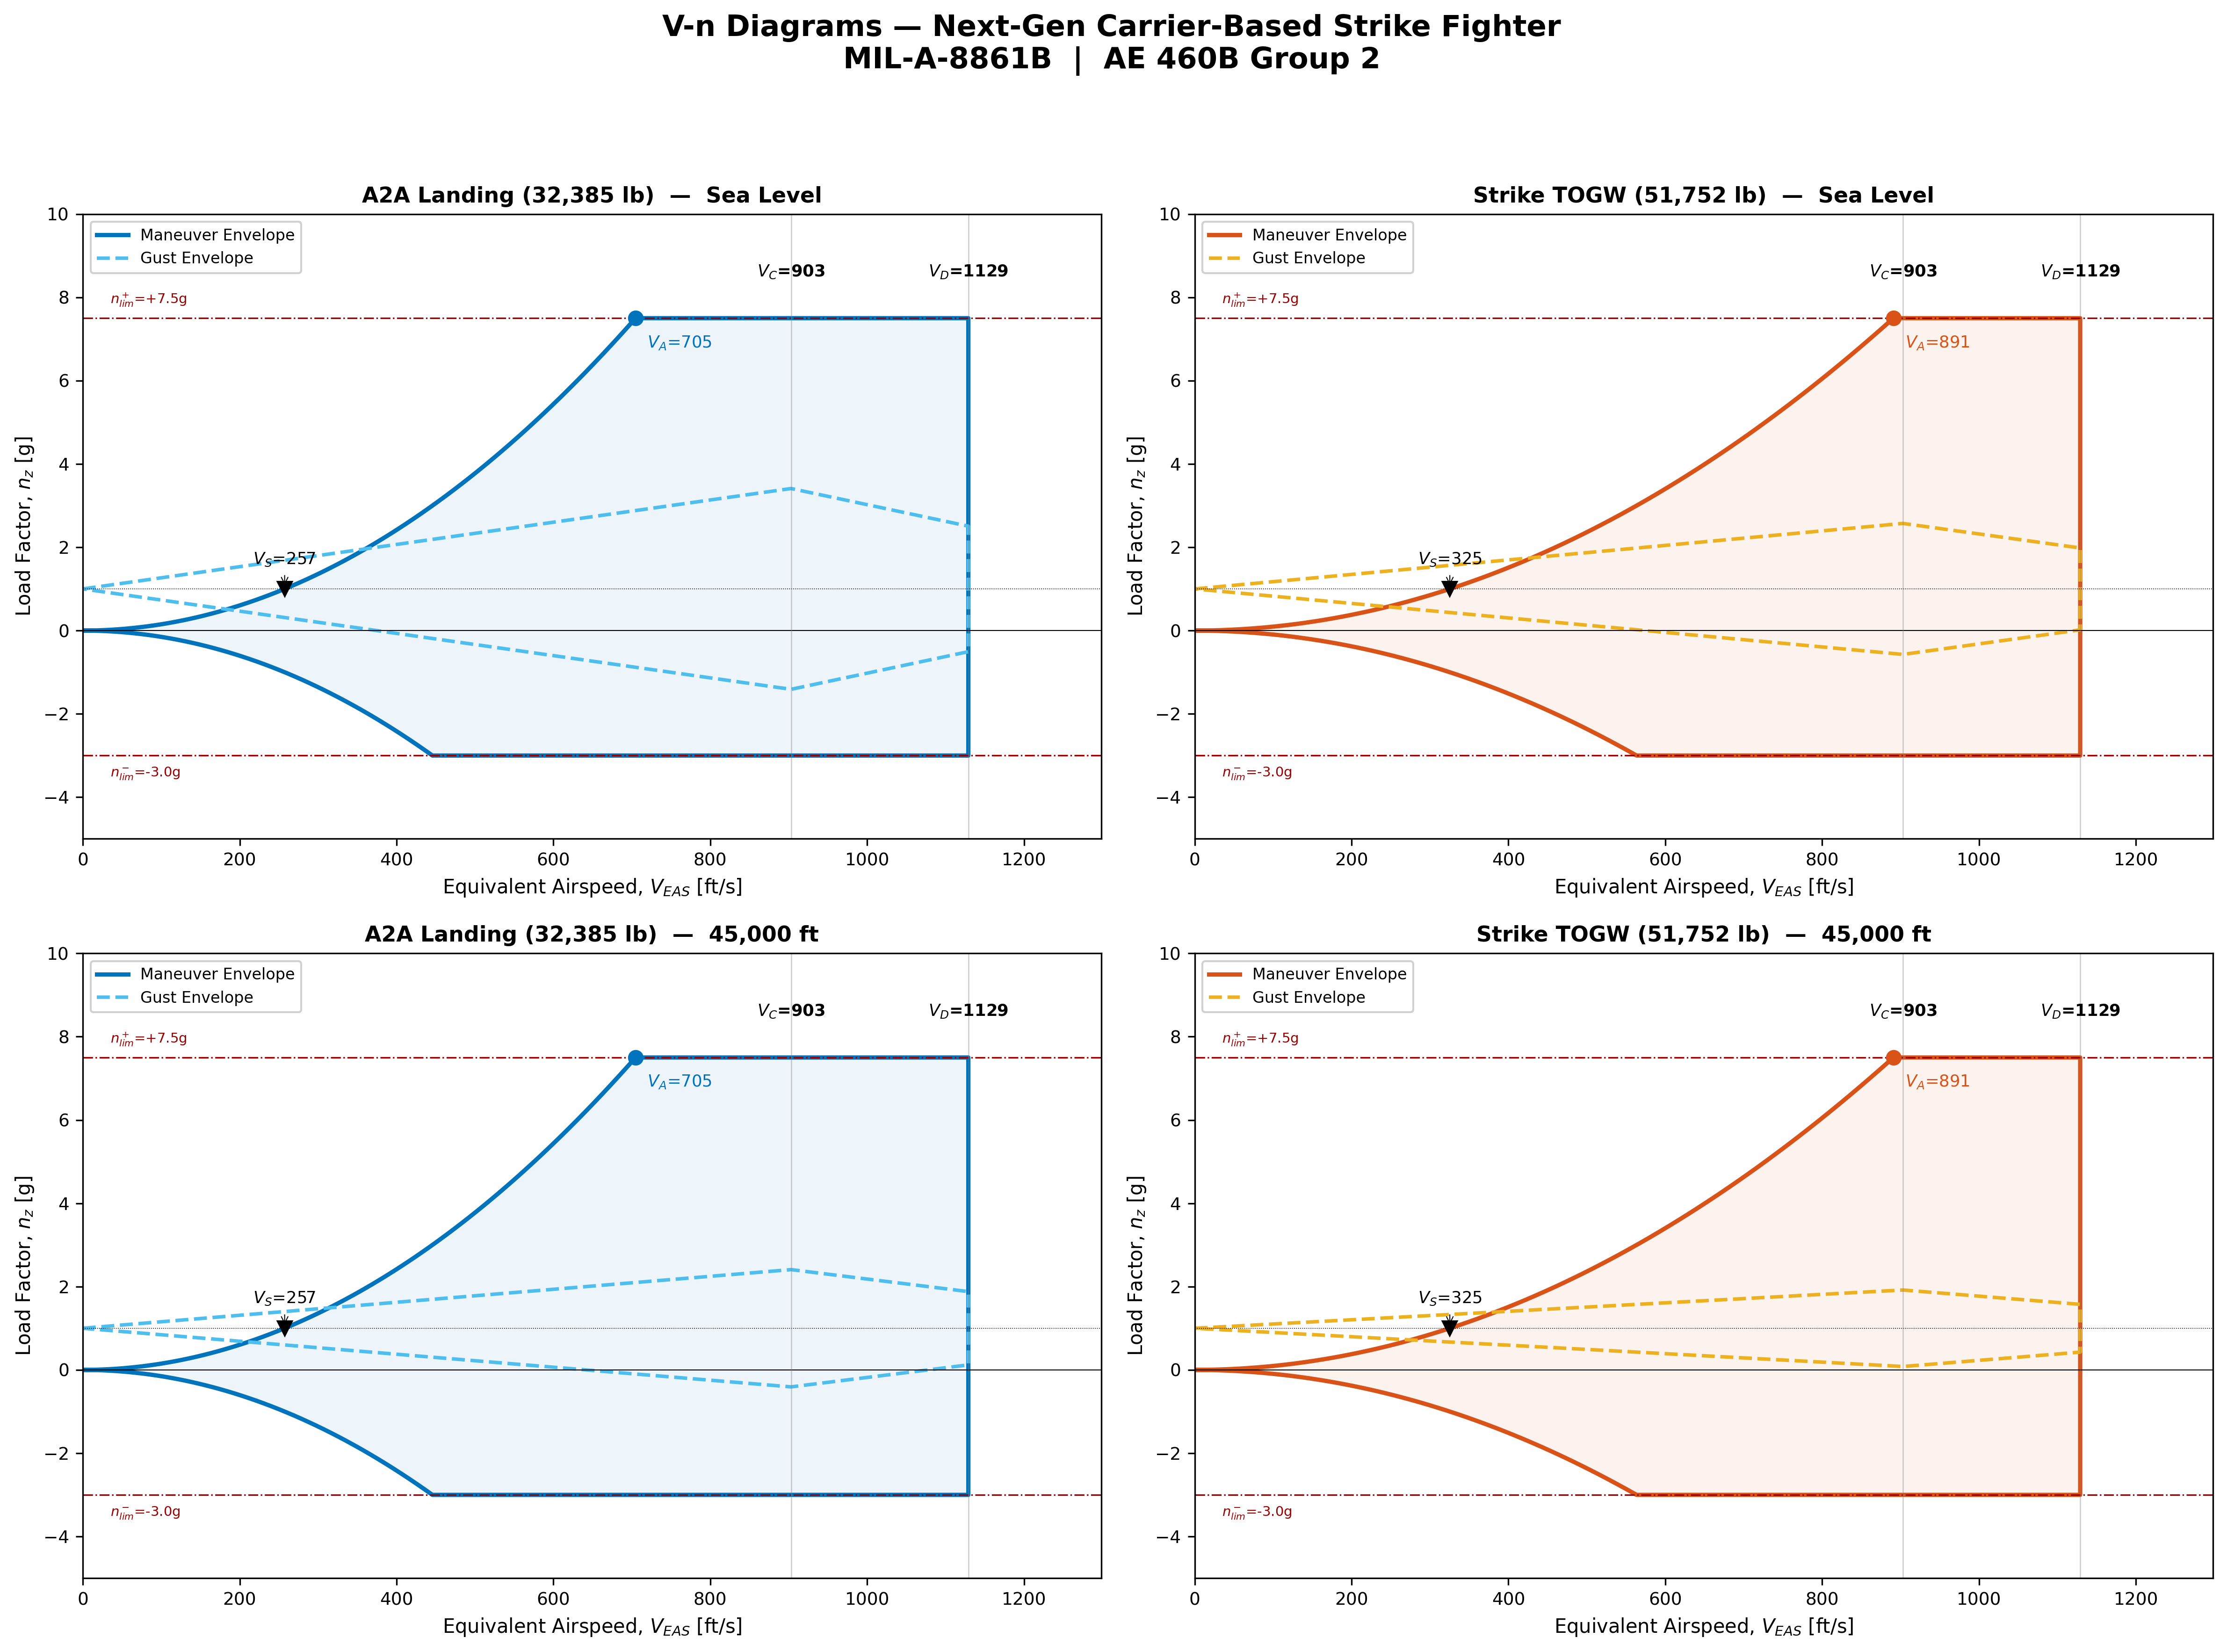 V-n Diagrams — Next-Gen Carrier-Based Strike Fighter
MIL-A-8861B | AE 460B Group 2
A2A Landing (32,385 lb) — Sea Level
10
8
6
4
2
0
−2
−4
Load Factor, n_z [g]
Maneuver Envelope
Gust Envelope
V_C=903
V_D=1129
n_lim^+=+7.5g
V_A=705
V_S=257
n_lim^-=-3.0g
0 200 400 600 800 1000 1200
Equivalent Airspeed, V_EAS [ft/s]
Strike TOGW (51,752 lb) — Sea Level
10
8
6
4
2
0
−2
−4
Load Factor, n_z [g]
Maneuver Envelope
Gust Envelope
V_C=903
V_D=1129
n_lim^+=+7.5g
V_A=891
V_S=325
n_lim^-=-3.0g
0 200 400 600 800 1000 1200
Equivalent Airspeed, V_EAS [ft/s]
A2A Landing (32,385 lb) — 45,000 ft
10
8
6
4
2
0
−2
−4
Load Factor, n_z [g]
Maneuver Envelope
Gust Envelope
V_C=903
V_D=1129
n_lim^+=+7.5g
V_A=705
V_S=257
n_lim^-=-3.0g
0 200 400 600 800 1000 1200
Equivalent Airspeed, V_EAS [ft/s]
Strike TOGW (51,752 lb) — 45,000 ft
10
8
6
4
2
0
−2
−4
Load Factor, n_z [g]
Maneuver Envelope
Gust Envelope
V_C=903
V_D=1129
n_lim^+=+7.5g
V_A=891
V_S=325
n_lim^-=-3.0g
0 200 400 600 800 1000 1200
Equivalent Airspeed, V_EAS [ft/s]